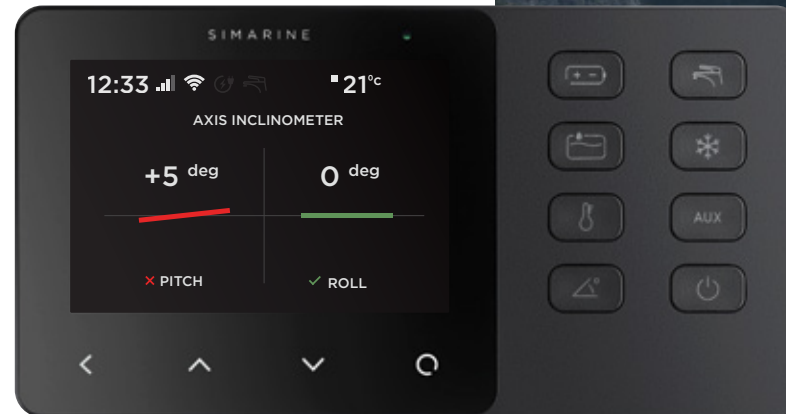 SIMARINE
12:33 21°C
AXIS INCLINOMETER
+5 deg 0 deg
× PITCH ✓ ROLL
AUX